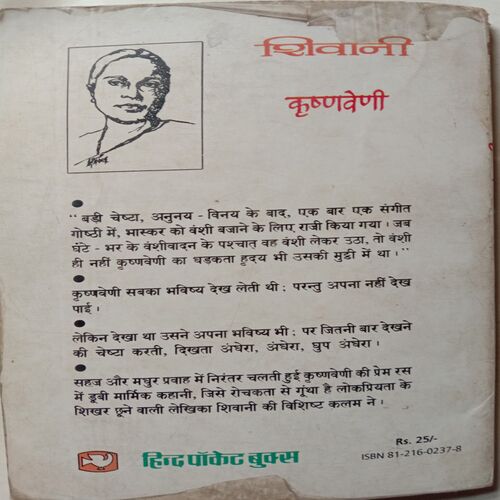 शिवानी
कृष्णवेणी
“बड़ी चेष्टा, अनुनय - विनय के बाद, एक बार एक संगीत
गोष्ठी में, भास्कर को वंशी बजाने के लिए राजी किया गया। जब
घंटे - भर के वंशीवादन के पश्चात वह वंशी लेकर उठा, तो वंशी
ही नहीं कृष्णवेणी का धड़कता हृदय भी उसकी मुट्ठी में था।”
कृष्णवेणी सबका भविष्य देख लेती थी : परन्तु अपना नहीं देख
पाई।
लेकिन देखा था उसने अपना भविष्य भी; पर जितनी बार देखने
की चेष्टा करती, दिखता अंधेरा, अंधेरा, घुप अंधेरा।
सहज और मधुर प्रवाह में निरंतर चलती हुई कृष्णवेणी की प्रेम रस
में डूबी मार्मिक कहानी, जिसे रोचकता से गूंथा है लोकप्रियता के
शिखर छूने वाली लेखिका शिवानी की विशिष्ट कलम ने।
हिन्द पॉकेट बुक्स
Rs. 25/-
ISBN 81-216-0237-8